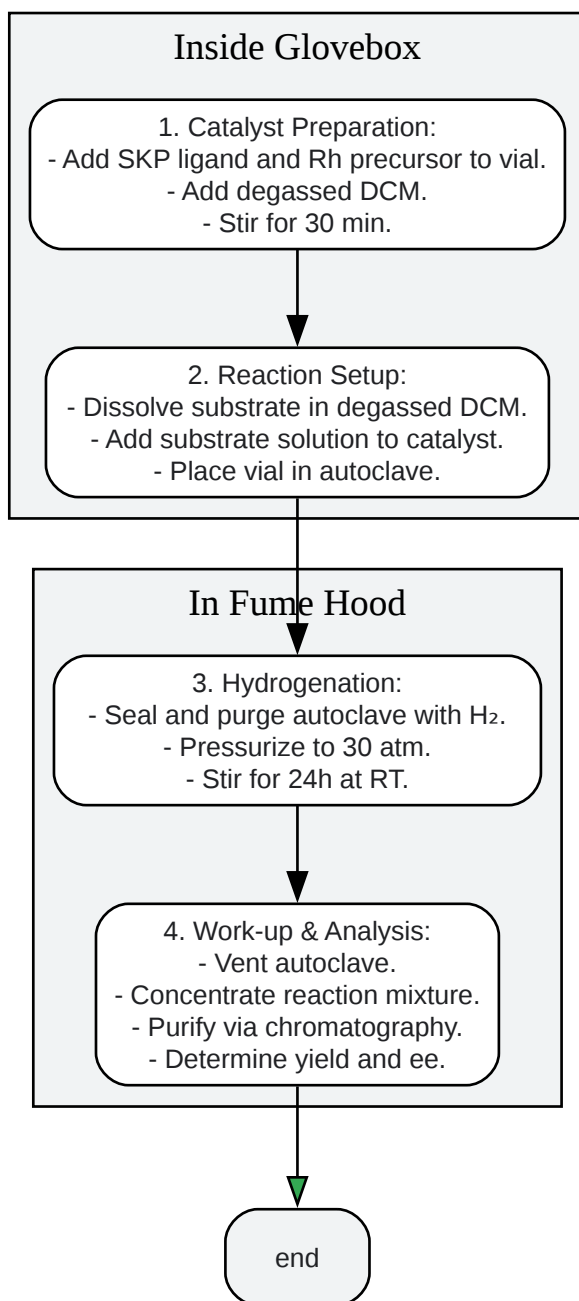 Inside Glovebox
1. Catalyst Preparation:
- Add SKP ligand and Rh precursor to vial.
- Add degassed DCM.
- Stir for 30 min.
2. Reaction Setup:
- Dissolve substrate in degassed DCM.
- Add substrate solution to catalyst.
- Place vial in autoclave.
In Fume Hood
3. Hydrogenation:
- Seal and purge autoclave with H₂.
- Pressurize to 30 atm.
- Stir for 24h at RT.
4. Work-up & Analysis:
- Vent autoclave.
- Concentrate reaction mixture.
- Purify via chromatography.
- Determine yield and ee.
end